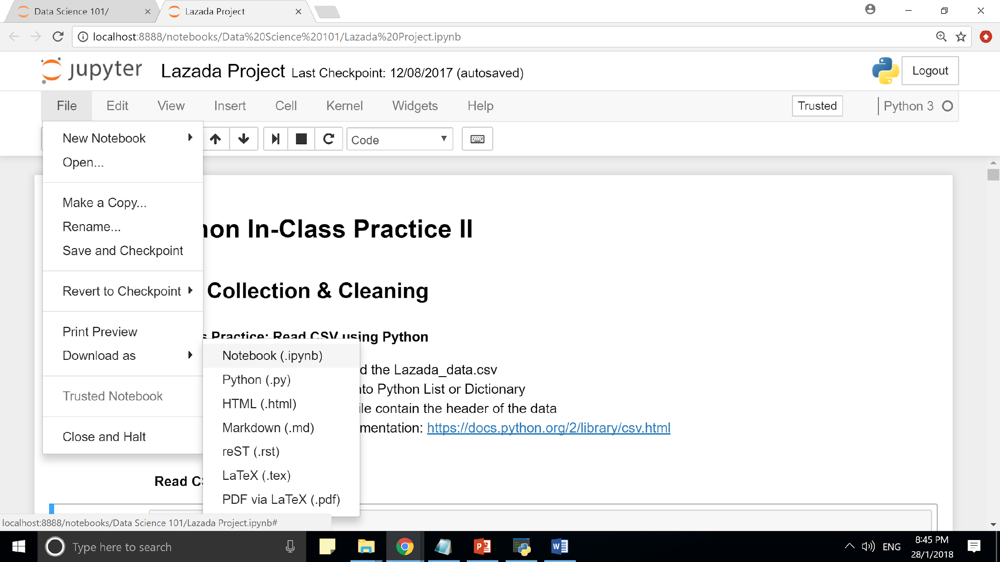 Data Science 101/
Lazada Project
localhost:8888/notebooks/Data%20Science%20101/Lazada%20Project.ipynb
jupyter
Lazada Project Last Checkpoint: 12/08/2017 (autosaved)
Logout
File Edit View Insert Cell Kernel Widgets Help
Trusted
Python 3
New Notebook
Code
Open...
Make a Copy...
Rename...
Save and Checkpoint
Revert to Checkpoint
Print Preview
Download as
Trusted Notebook
Close and Halt
Notebook (.ipynb)
Python (.py)
HTML (.html)
Markdown (.md)
reST (.rst)
LaTeX (.tex)
PDF via LaTeX (.pdf)
In-Class Practice II
Collection & Cleaning
Practice: Read CSV using Python
the Lazada_data.csv
Python List or Dictionary
contain the header of the data
https://docs.python.org/2/library/csv.html
Read
localhost:8888/notebooks/Data Science 101/Lazada Project.ipynb#
Type here to search
ENG
8:45 PM
28/1/2018